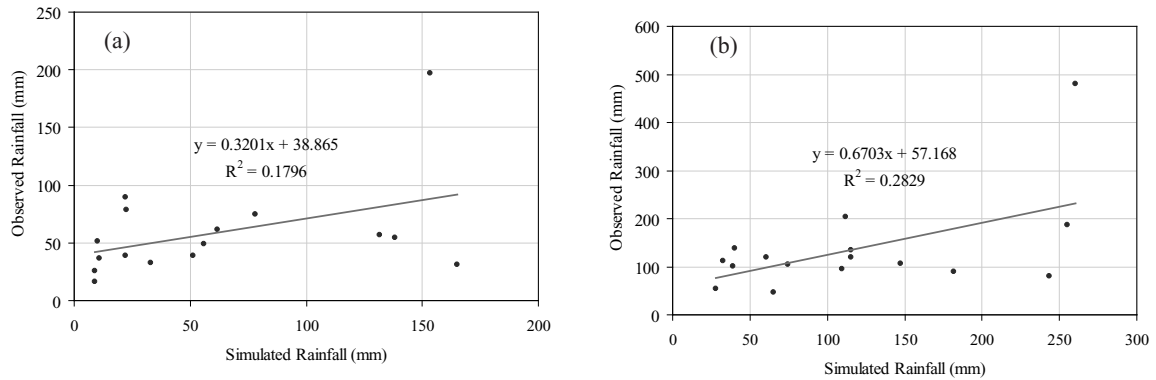 (a)
250
200
150
100
50
0
Observed Rainfall (mm)
y = 0.3201x + 38.865
R² = 0.1796
0 50 100 150 200
Simulated Rainfall (mm)
(b)
600
500
400
300
200
100
0
Observed Rainfall (mm)
y = 0.6703x + 57.168
R² = 0.2829
0 50 100 150 200 250 300
Simulated Rainfall (mm)